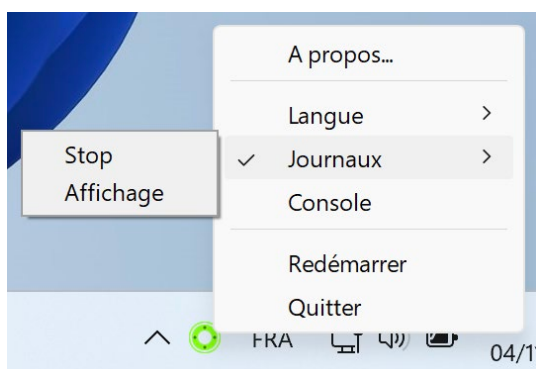 A propos...
Langue
Stop
Journaux
Affichage
Console
Redémarrer
Quitter
FRA